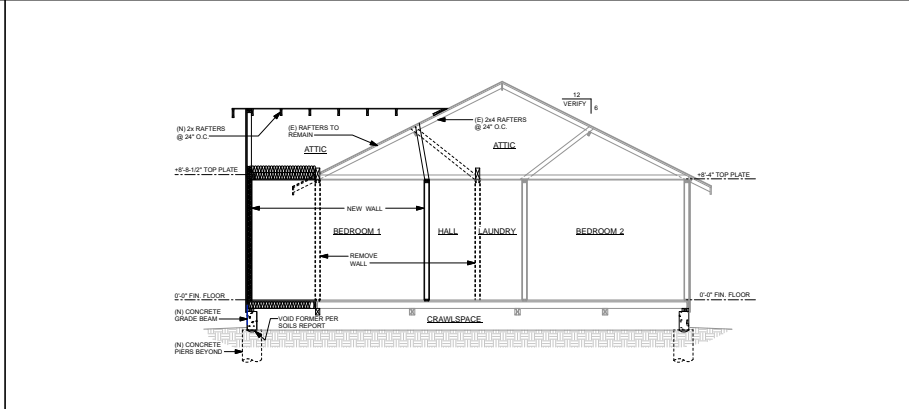 12
VERIFY
6
(N) 2x RAFTERS
@ 24" O.C.
(E) RAFTERS TO
REMAIN
(E) 2x4 RAFTERS
@ 24" O.C.
ATTIC
ATTIC
+8'-8-1/2" TOP PLATE
+8'-4" TOP PLATE
NEW WALL
BEDROOM 1
HALL
LAUNDRY
BEDROOM 2
REMOVE
WALL
0'-0" FIN. FLOOR
0'-0" FIN. FLOOR
(N) CONCRETE
GRADE BEAM
VOID FORMER PER
SOILS REPORT
CRAWLSPACE
(N) CONCRETE
PIERS BEYOND